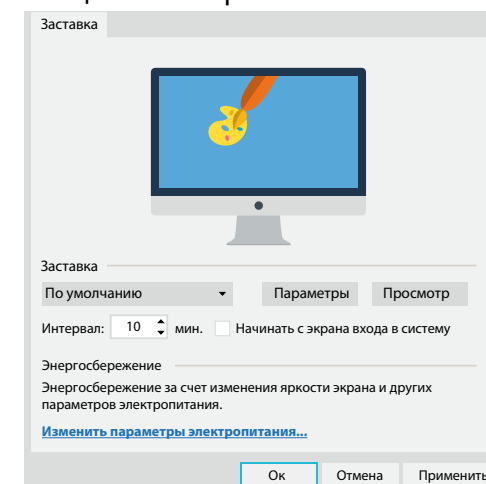 Заставка
Заставка
По умолчанию Параметры Просмотр
Интервал: 10 мин. Начинать с экрана входа в систему
Энергосбережение
Энергосбережение за счет изменения яркости экрана и других
параметров электропитания.
Изменить параметры электропитания...
Ок Отмена Применить